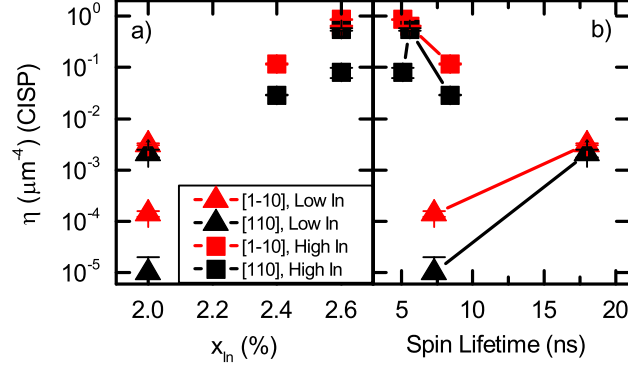 a)
b)
η (μm⁻⁴) (CISP)
10⁰
10⁻¹
10⁻²
10⁻³
10⁻⁴
10⁻⁵
[1-10], Low In
[110], Low In
[1-10], High In
[110], High In
2.0 2.2 2.4 2.6 5 10 15 20
x_In (%) Spin Lifetime (ns)